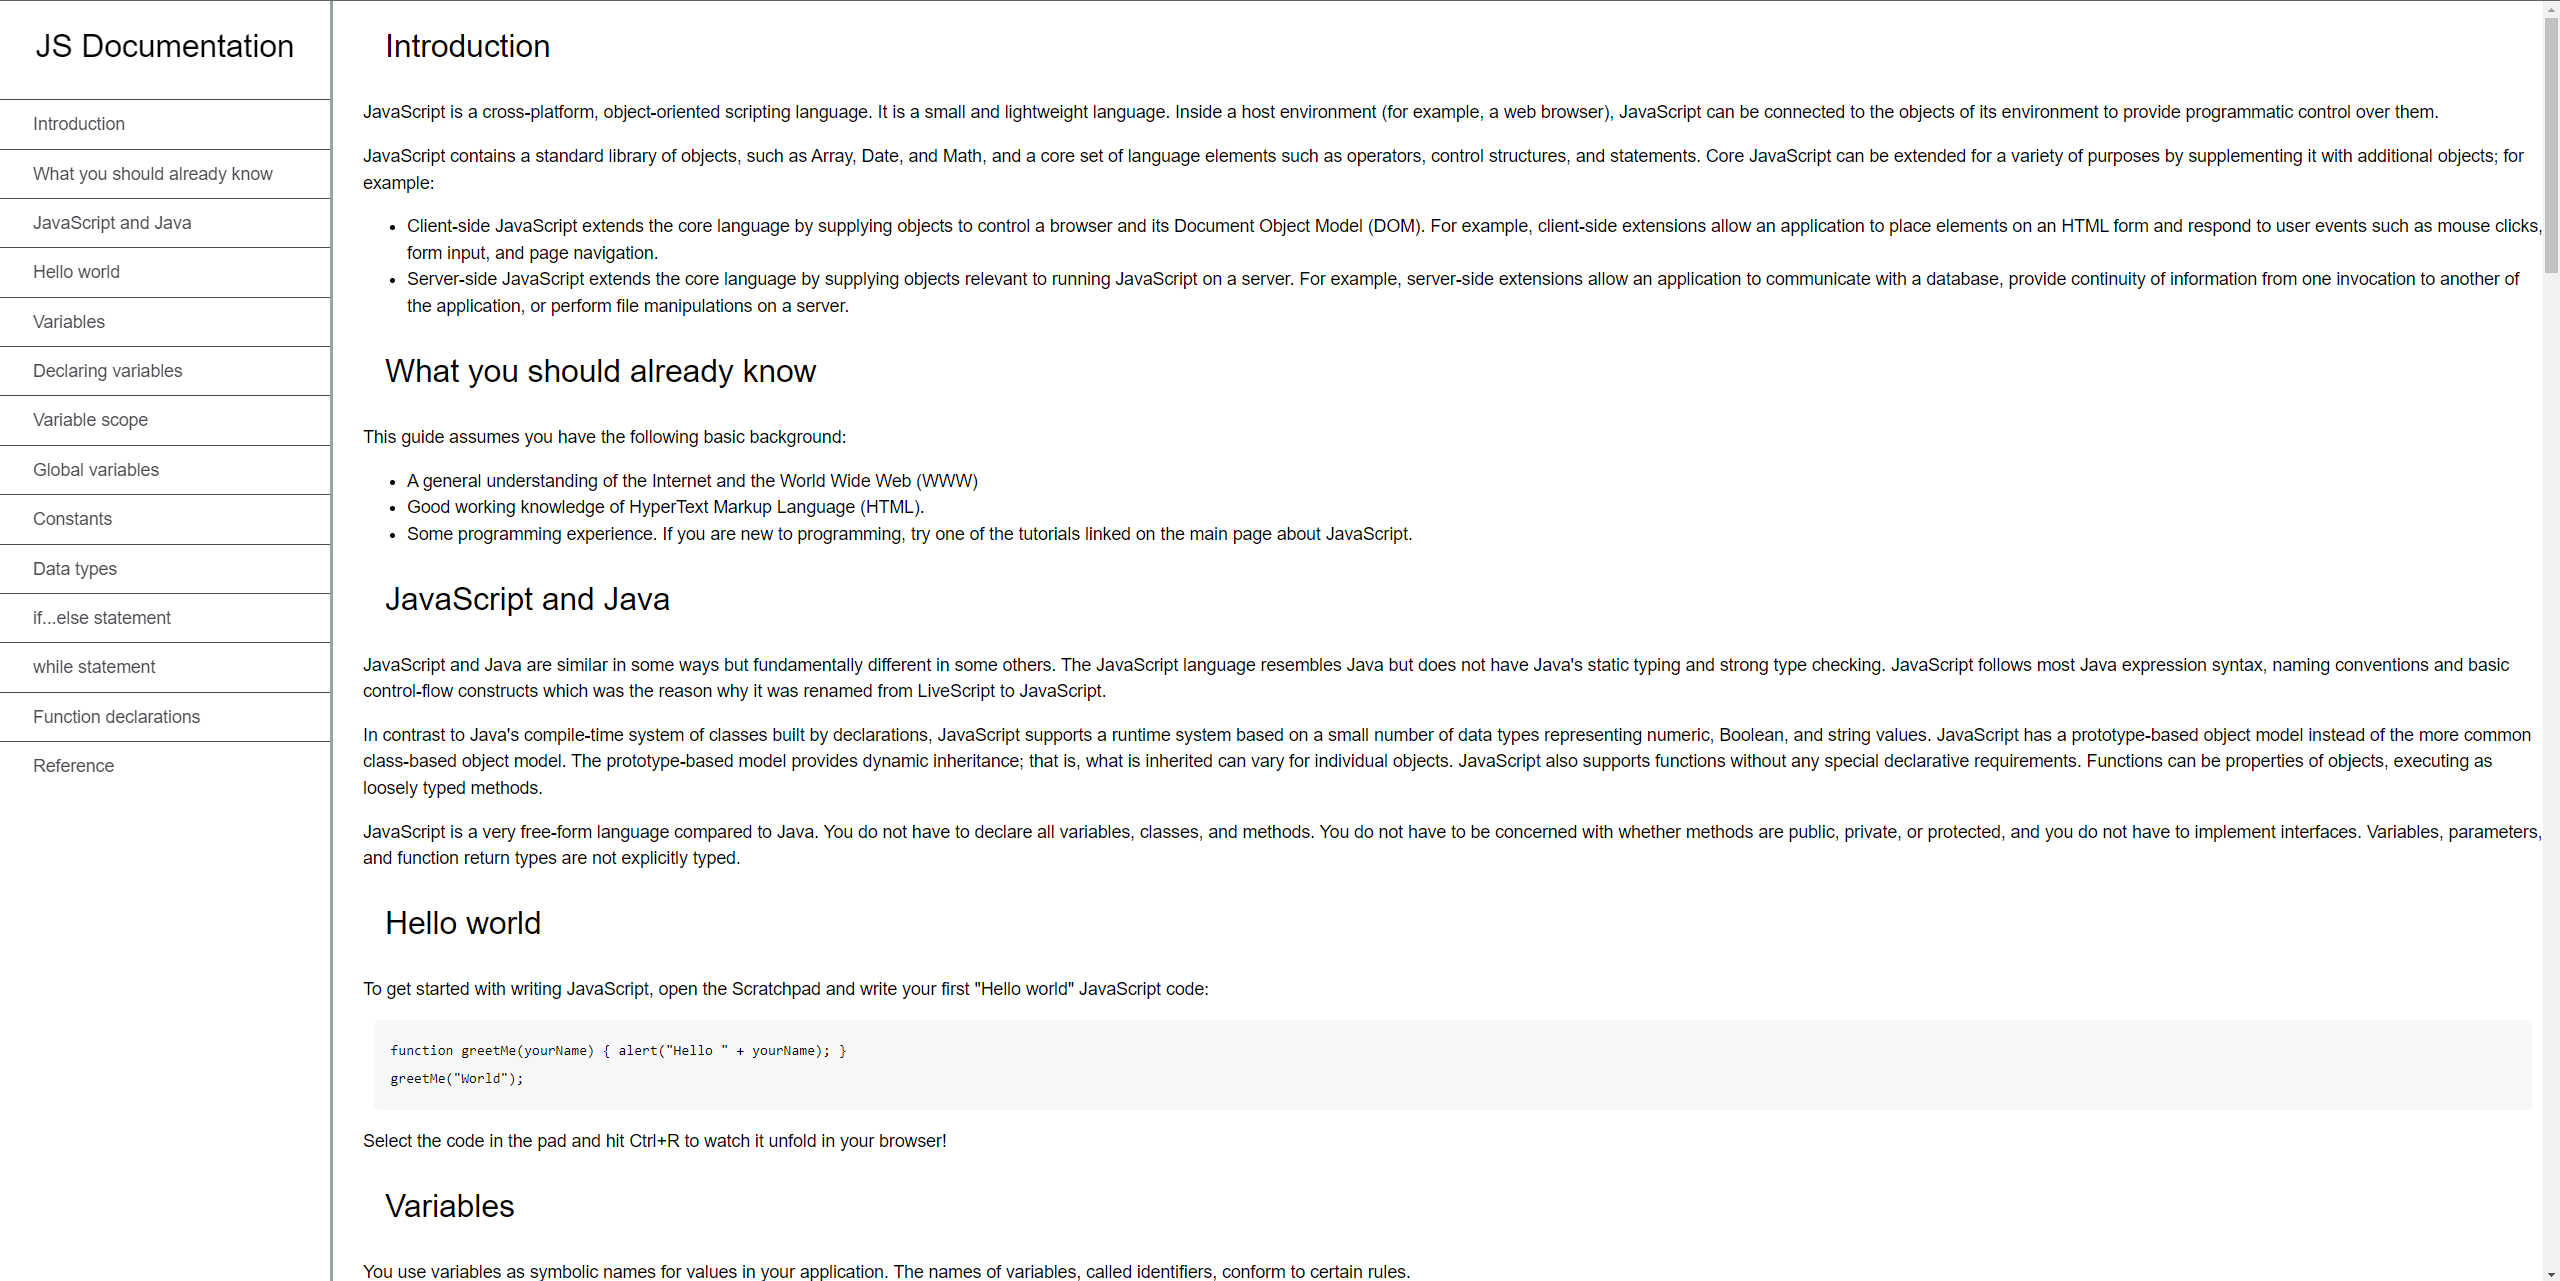 JS Documentation
Introduction
What you should already know
JavaScript and Java
Hello world
Variables
Declaring variables
Variable scope
Global variables
Constants
Data types
if...else statement
while statement
Function declarations
Reference
Introduction
JavaScript is a cross-platform, object-oriented scripting language. It is a small and lightweight language. Inside a host environment (for example, a web browser), JavaScript can be connected to the objects of its environment to provide programmatic control over them.
JavaScript contains a standard library of objects, such as Array, Date, and Math, and a core set of language elements such as operators, control structures, and statements. Core JavaScript can be extended for a variety of purposes by supplementing it with additional objects; for
example:
• Client-side JavaScript extends the core language by supplying objects to control a browser and its Document Object Model (DOM). For example, client-side extensions allow an application to place elements on an HTML form and respond to user events such as mouse clicks,
form input, and page navigation.
• Server-side JavaScript extends the core language by supplying objects relevant to running JavaScript on a server. For example, server-side extensions allow an application to communicate with a database, provide continuity of information from one invocation to another of
the application, or perform file manipulations on a server.
What you should already know
This guide assumes you have the following basic background:
• A general understanding of the Internet and the World Wide Web (WWW)
• Good working knowledge of HyperText Markup Language (HTML).
• Some programming experience. If you are new to programming, try one of the tutorials linked on the main page about JavaScript.
JavaScript and Java
JavaScript and Java are similar in some ways but fundamentally different in some others. The JavaScript language resembles Java but does not have Java's static typing and strong type checking. JavaScript follows most Java expression syntax, naming conventions and basic
control-flow constructs which was the reason why it was renamed from LiveScript to JavaScript.
In contrast to Java's compile-time system of classes built by declarations, JavaScript supports a runtime system based on a small number of data types representing numeric, Boolean, and string values. JavaScript has a prototype-based object model instead of the more common
class-based object model. The prototype-based model provides dynamic inheritance; that is, what is inherited can vary for individual objects. JavaScript also supports functions without any special declarative requirements. Functions can be properties of objects, executing as
loosely typed methods.
JavaScript is a very free-form language compared to Java. You do not have to declare all variables, classes, and methods. You do not have to be concerned with whether methods are public, private, or protected, and you do not have to implement interfaces. Variables, parameters,
and function return types are not explicitly typed.
Hello world
To get started with writing JavaScript, open the Scratchpad and write your first "Hello world" JavaScript code:
function greetMe(yourName) { alert("Hello " + yourName); }
greetMe("World");
Select the code in the pad and hit Ctrl+R to watch it unfold in your browser!
Variables
You use variables as symbolic names for values in your application. The names of variables, called identifiers, conform to certain rules.